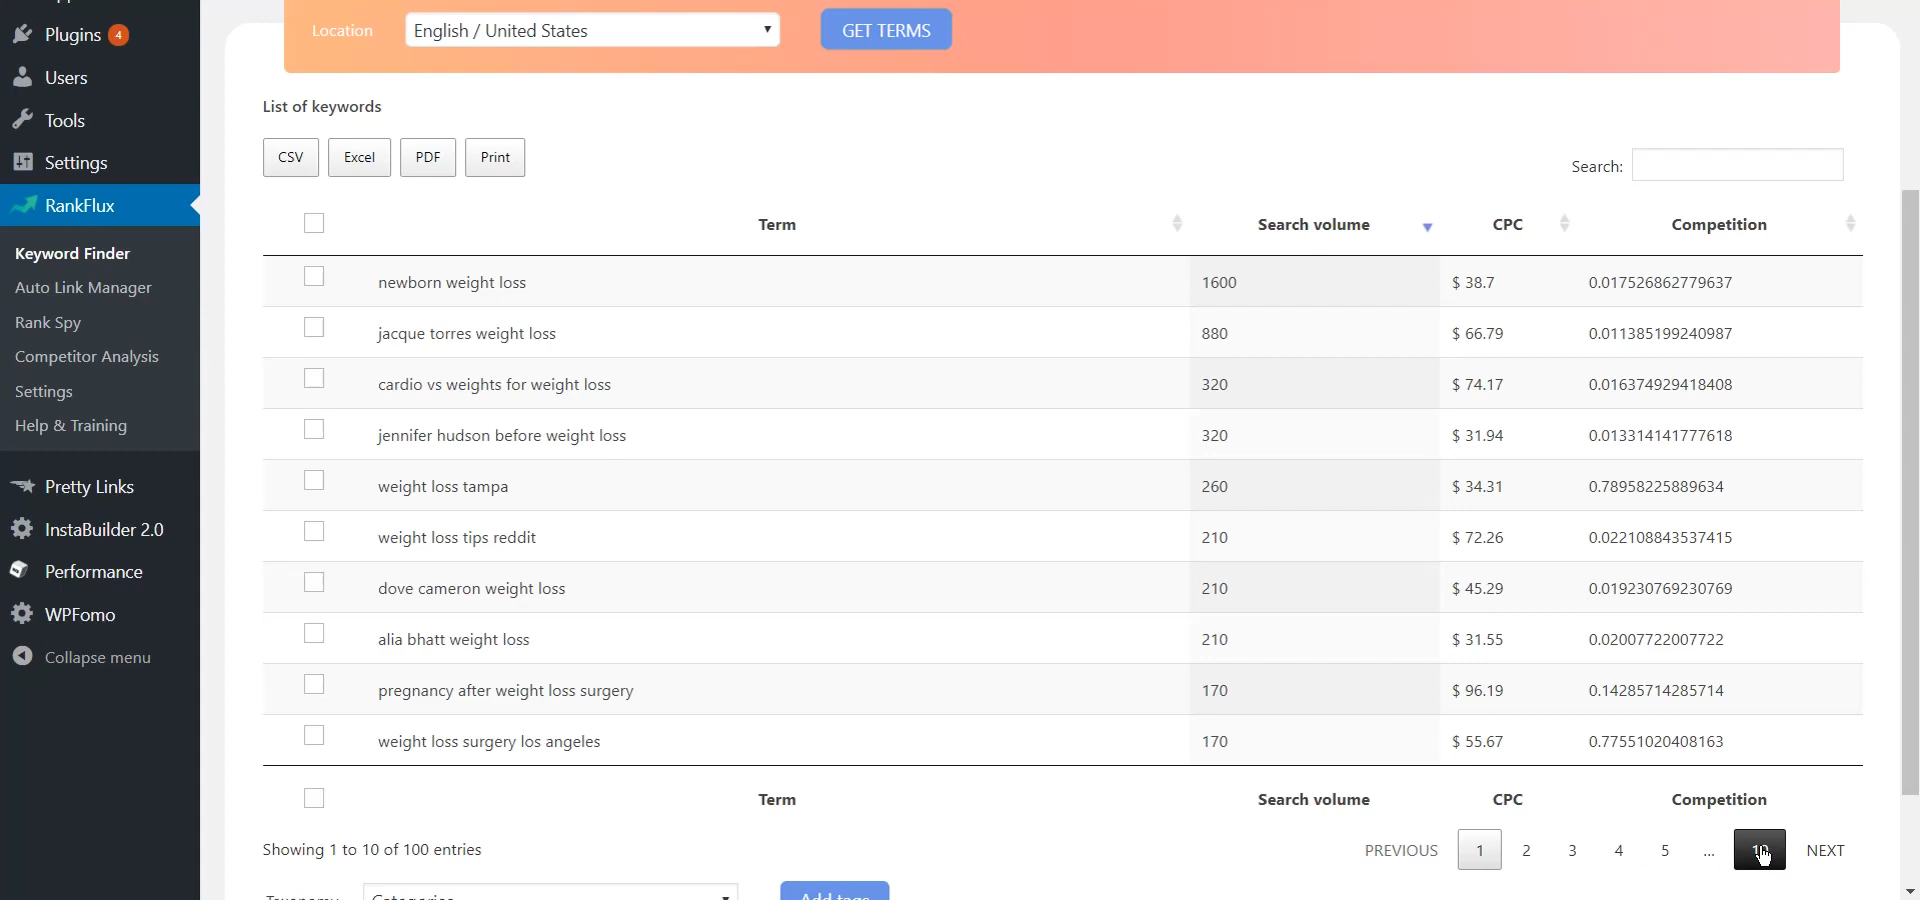 Plugins 4
Users
Tools
Settings
RankFlux
Keyword Finder
Auto Link Manager
Rank Spy
Competitor Analysis
Settings
Help & Training
Pretty Links
InstaBuilder 2.0
Performance
WPFomo
Collapse menu
Location English / United States GET TERMS
List of keywords
CSV Excel PDF Print
Search:
Term Search volume CPC Competition
newborn weight loss 1600 $ 38.7 0.017526862779637
jacque torres weight loss 880 $ 66.79 0.011385199240987
cardio vs weights for weight loss 320 $ 74.17 0.016374929418408
jennifer hudson before weight loss 320 $ 31.94 0.013314141777618
weight loss tampa 260 $ 34.31 0.78958225889634
weight loss tips reddit 210 $ 72.26 0.022108843537415
dove cameron weight loss 210 $ 45.29 0.019230769230769
alia bhatt weight loss 210 $ 31.55 0.02007722007722
pregnancy after weight loss surgery 170 $ 96.19 0.14285714285714
weight loss surgery los angeles 170 $ 55.67 0.77551020408163
Term Search volume CPC Competition
Showing 1 to 10 of 100 entries PREVIOUS 1 2 3 4 5 ... 10 NEXT
Taxonomy Categories Add tags